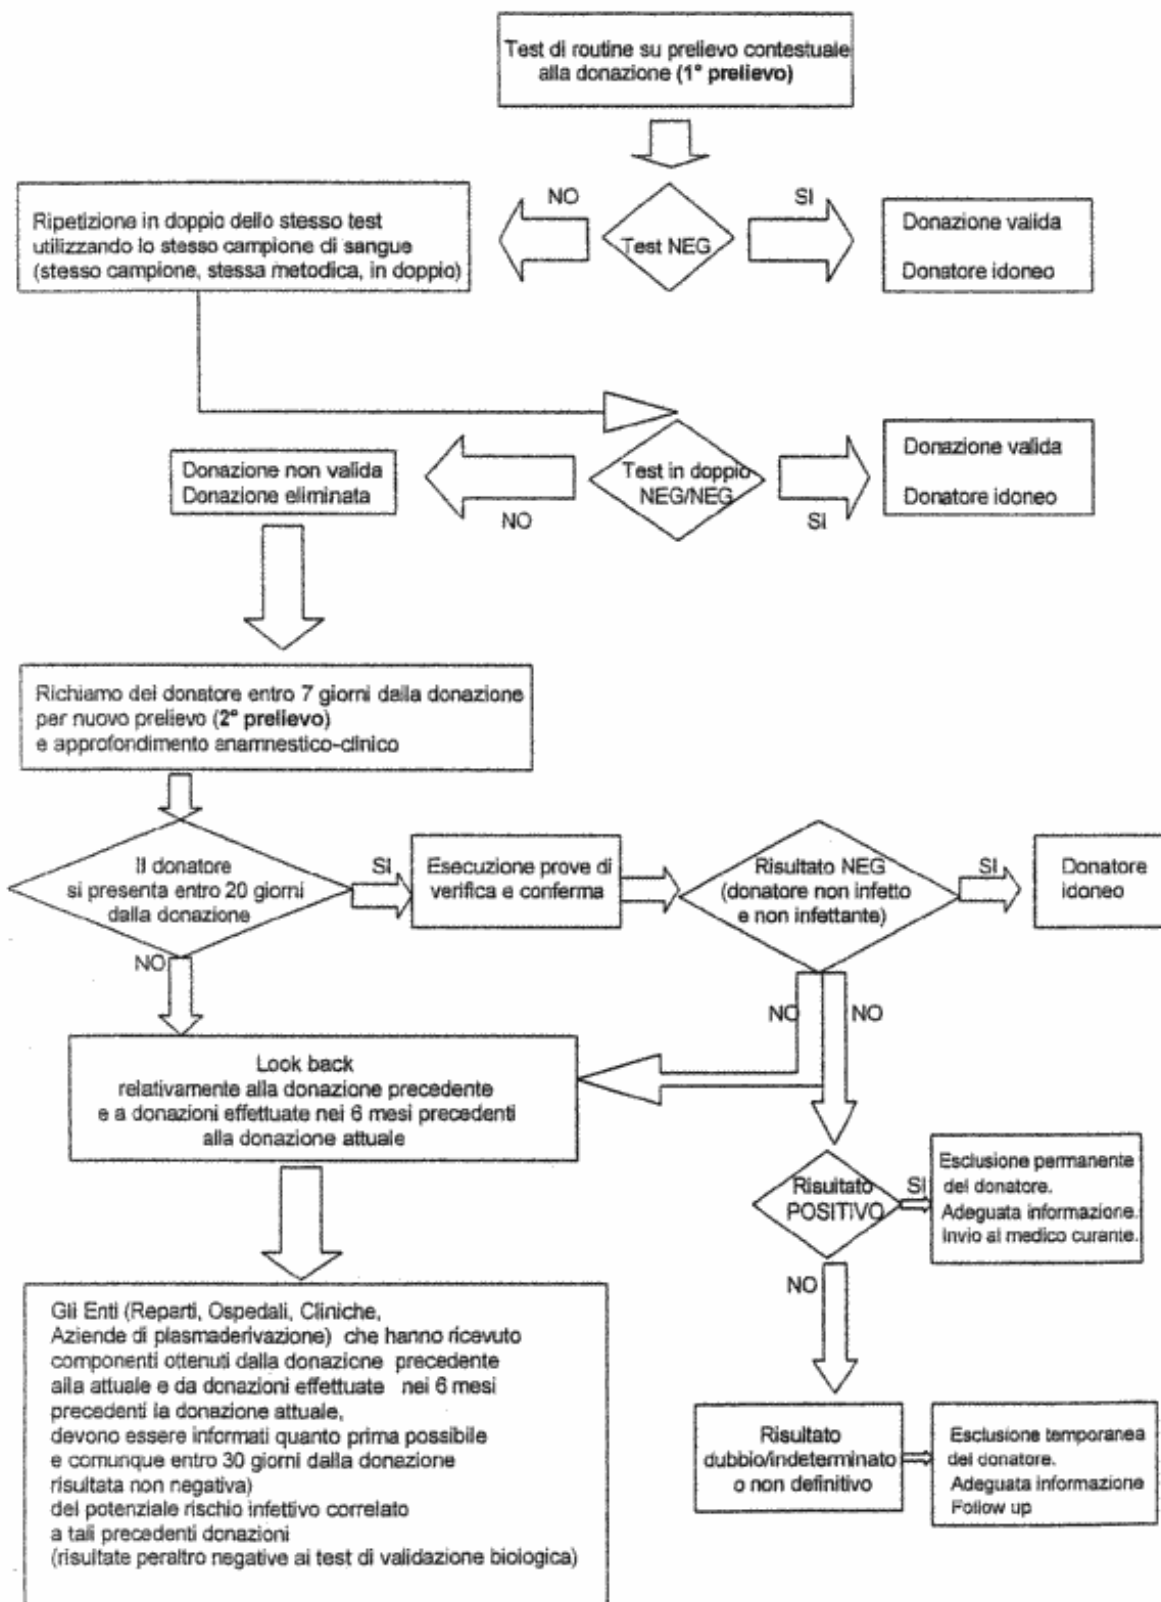 Test di routine su prelievo contestuale
alla donazione (1° prelievo)
NO
SI
Ripetizione in doppio dello stesso test
utilizzando lo stesso campione di sangue
(stesso campione, stessa metodica, in doppio)
Test NEG
Donazione valida
Donatore idoneo
Donazione non valida
Donazione eliminata
NO
Test in doppio
NEG/NEG
SI
Donazione valida
Donatore idoneo
Richiamo del donatore entro 7 giorni dalla donazione
per nuovo prelievo (2° prelievo)
e approfondimento anamnestico-clinico
Il donatore
si presenta entro 20 giorni
dalla donazione
SI
Esecuzione prove di
verifica e conferma
Risultato NEG
(donatore non infetto
e non infettante)
SI
Donatore
idoneo
NO
NO
NO
Look back
relativamente alla donazione precedente
e a donazioni effettuate nei 6 mesi precedenti
alla donazione attuale
Risultato
POSITIVO
SI
Esclusione permanente
del donatore.
Adeguata informazione.
Invio al medico curante.
NO
Gli Enti (Reparti, Ospedali, Cliniche,
Aziende di plasmaderivazione) che hanno ricevuto
componenti ottenuti dalla donazione precedente
alla attuale e da donazioni effettuate nei 6 mesi
precedenti la donazione attuale,
devono essere informati quanto prima possibile
e comunque entro 30 giorni dalla donazione
risultata non negativa)
del potenziale rischio infettivo correlato
a tali precedenti donazioni
(risultate peraltro negative ai test di validazione biologica)
Risultato
dubbio/indeterminato
o non definitivo
Esclusione temporanea
del donatore.
Adeguata informazione
Follow up